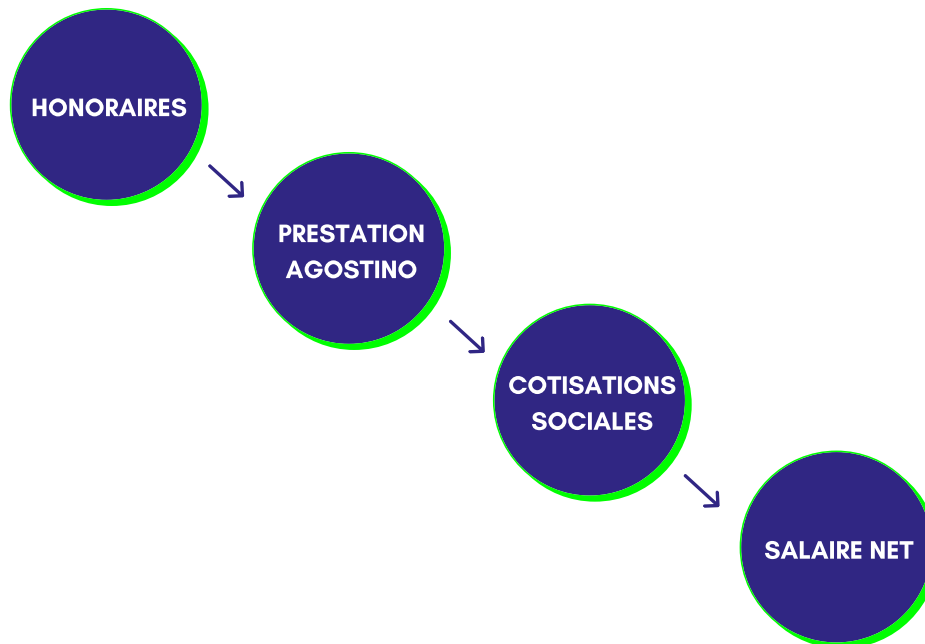 HONORAIRES
PRESTATION
AGOSTINO
COTISATIONS
SOCIALES
SALAIRE NET